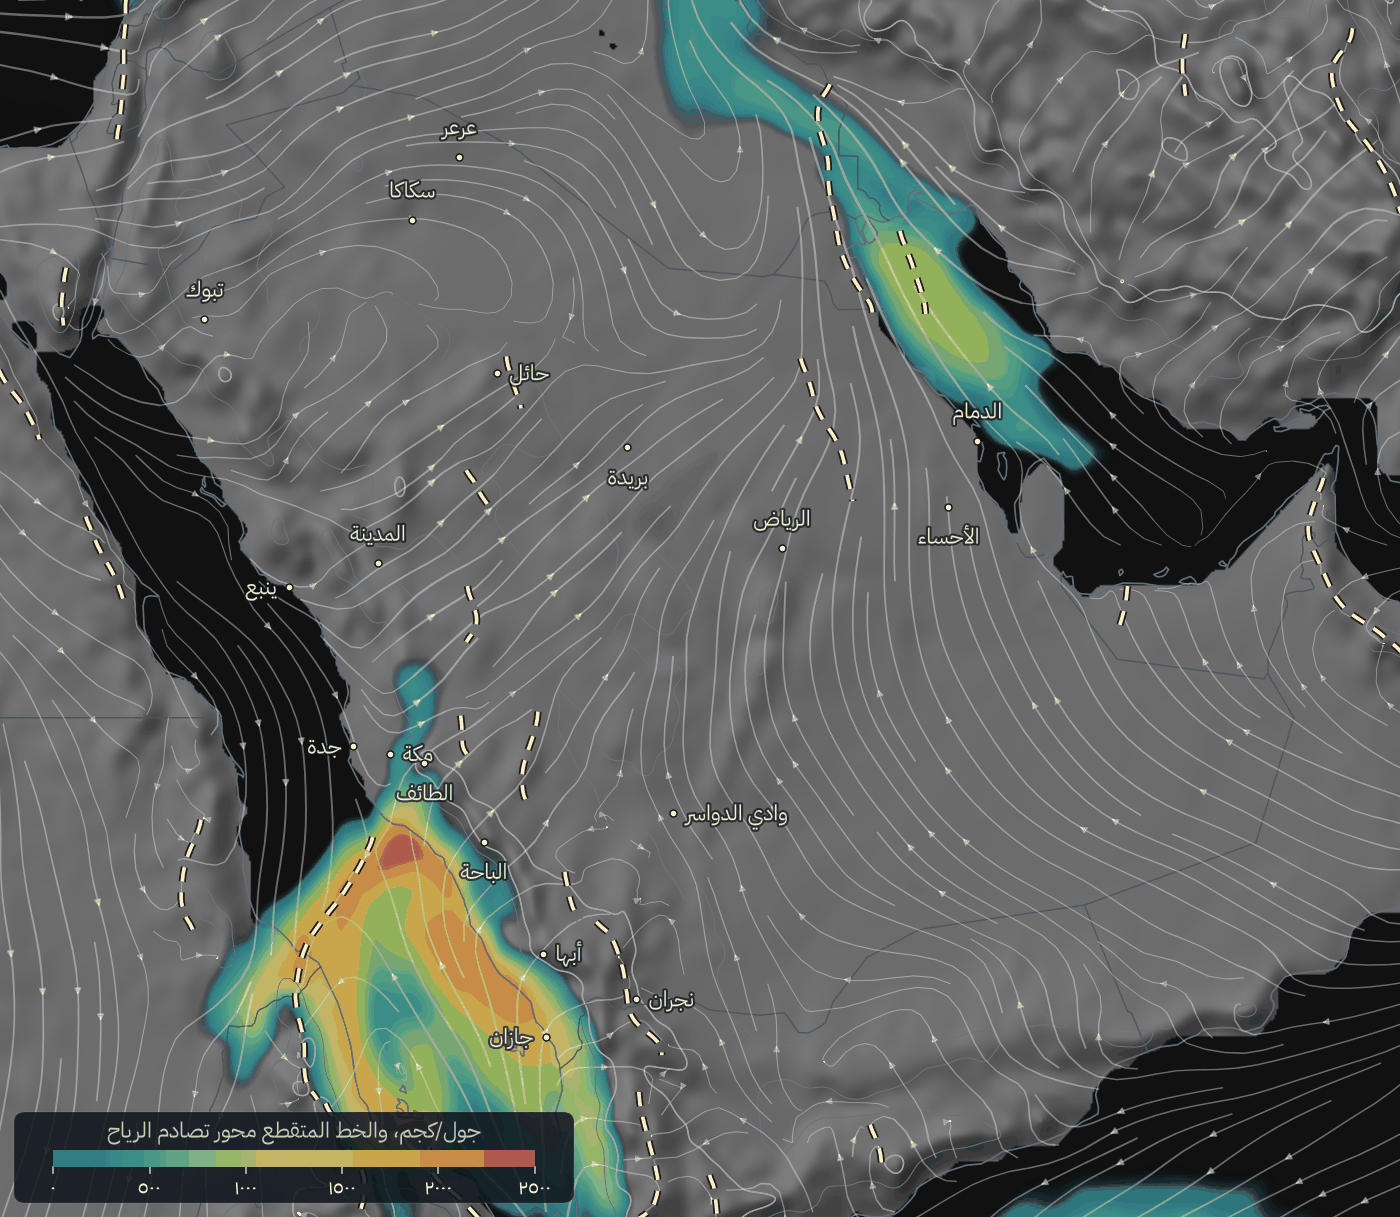 عرعر
سكاكا
تبوك
حائل
الدمام
بريدة
الرياض
الأحساء
المدينة
ينبع
جدة
مكة
الطائف
وادي الدواسر
الباحة
أبها
نجران
جازان
جول/كجم، والخط المتقطع محور تصادم الرياح
٠ ٥٠٠ ١٠٠٠ ١٥٠٠ ٢٠٠٠ ٢٥٠٠